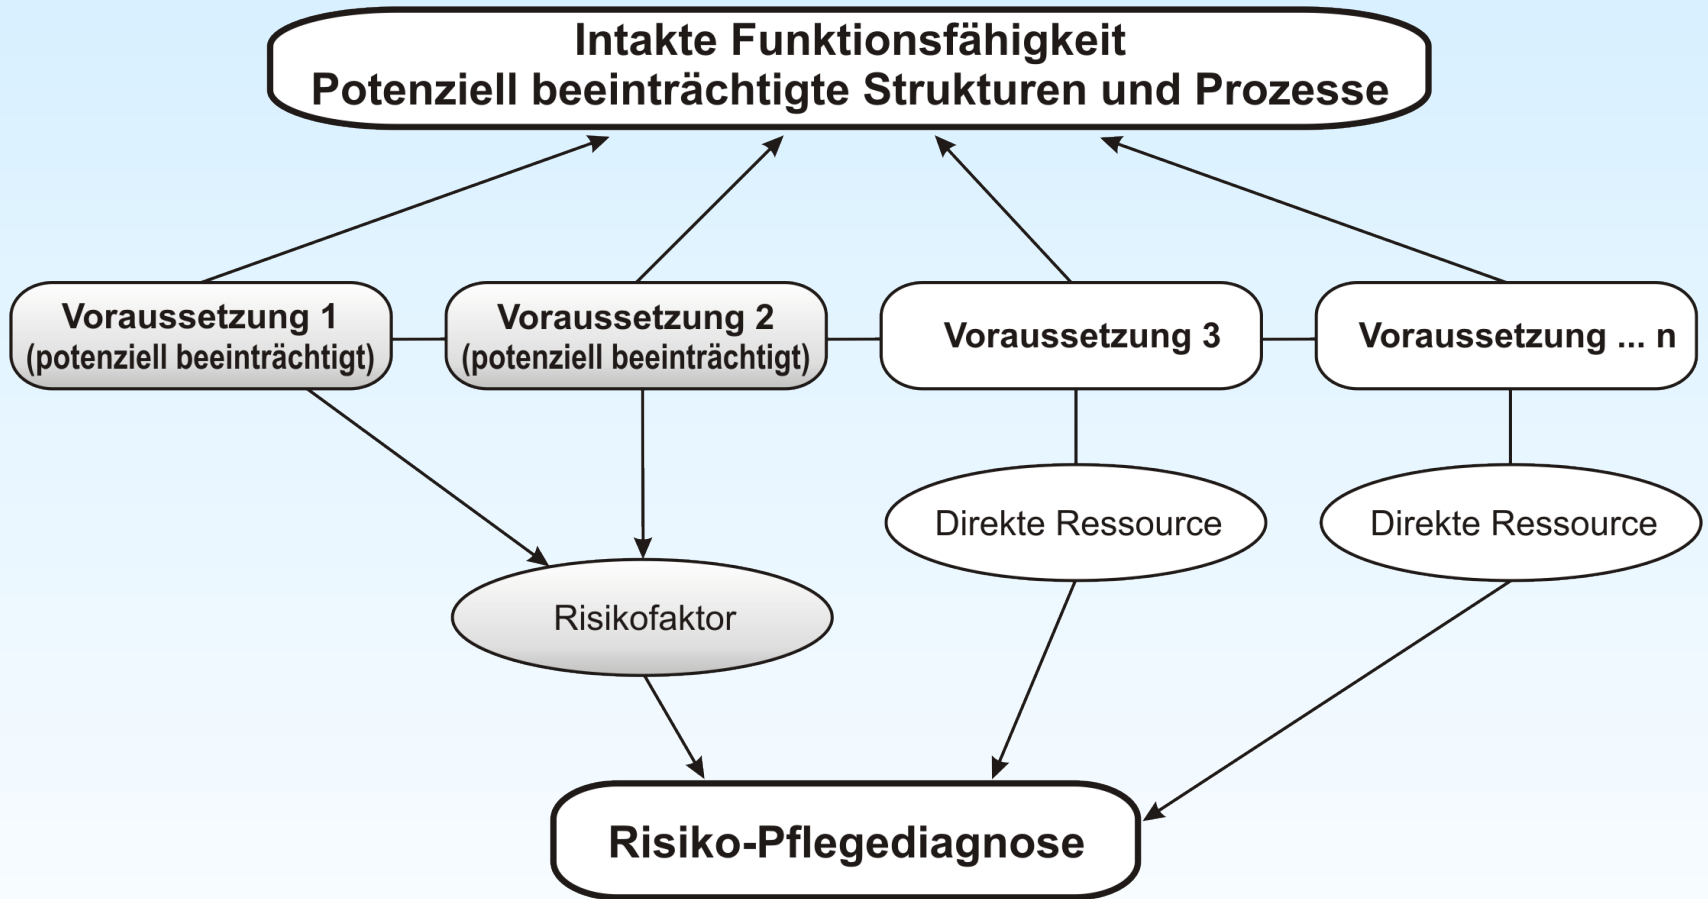 Intakte Funktionsfähigkeit
Potenziell beeinträchtigte Strukturen und Prozesse
Voraussetzung 1
(potenziell beeinträchtigt)
Voraussetzung 2
(potenziell beeinträchtigt)
Voraussetzung 3
Voraussetzung ... n
Direkte Ressource
Direkte Ressource
Risikofaktor
Risiko-Pflegediagnose